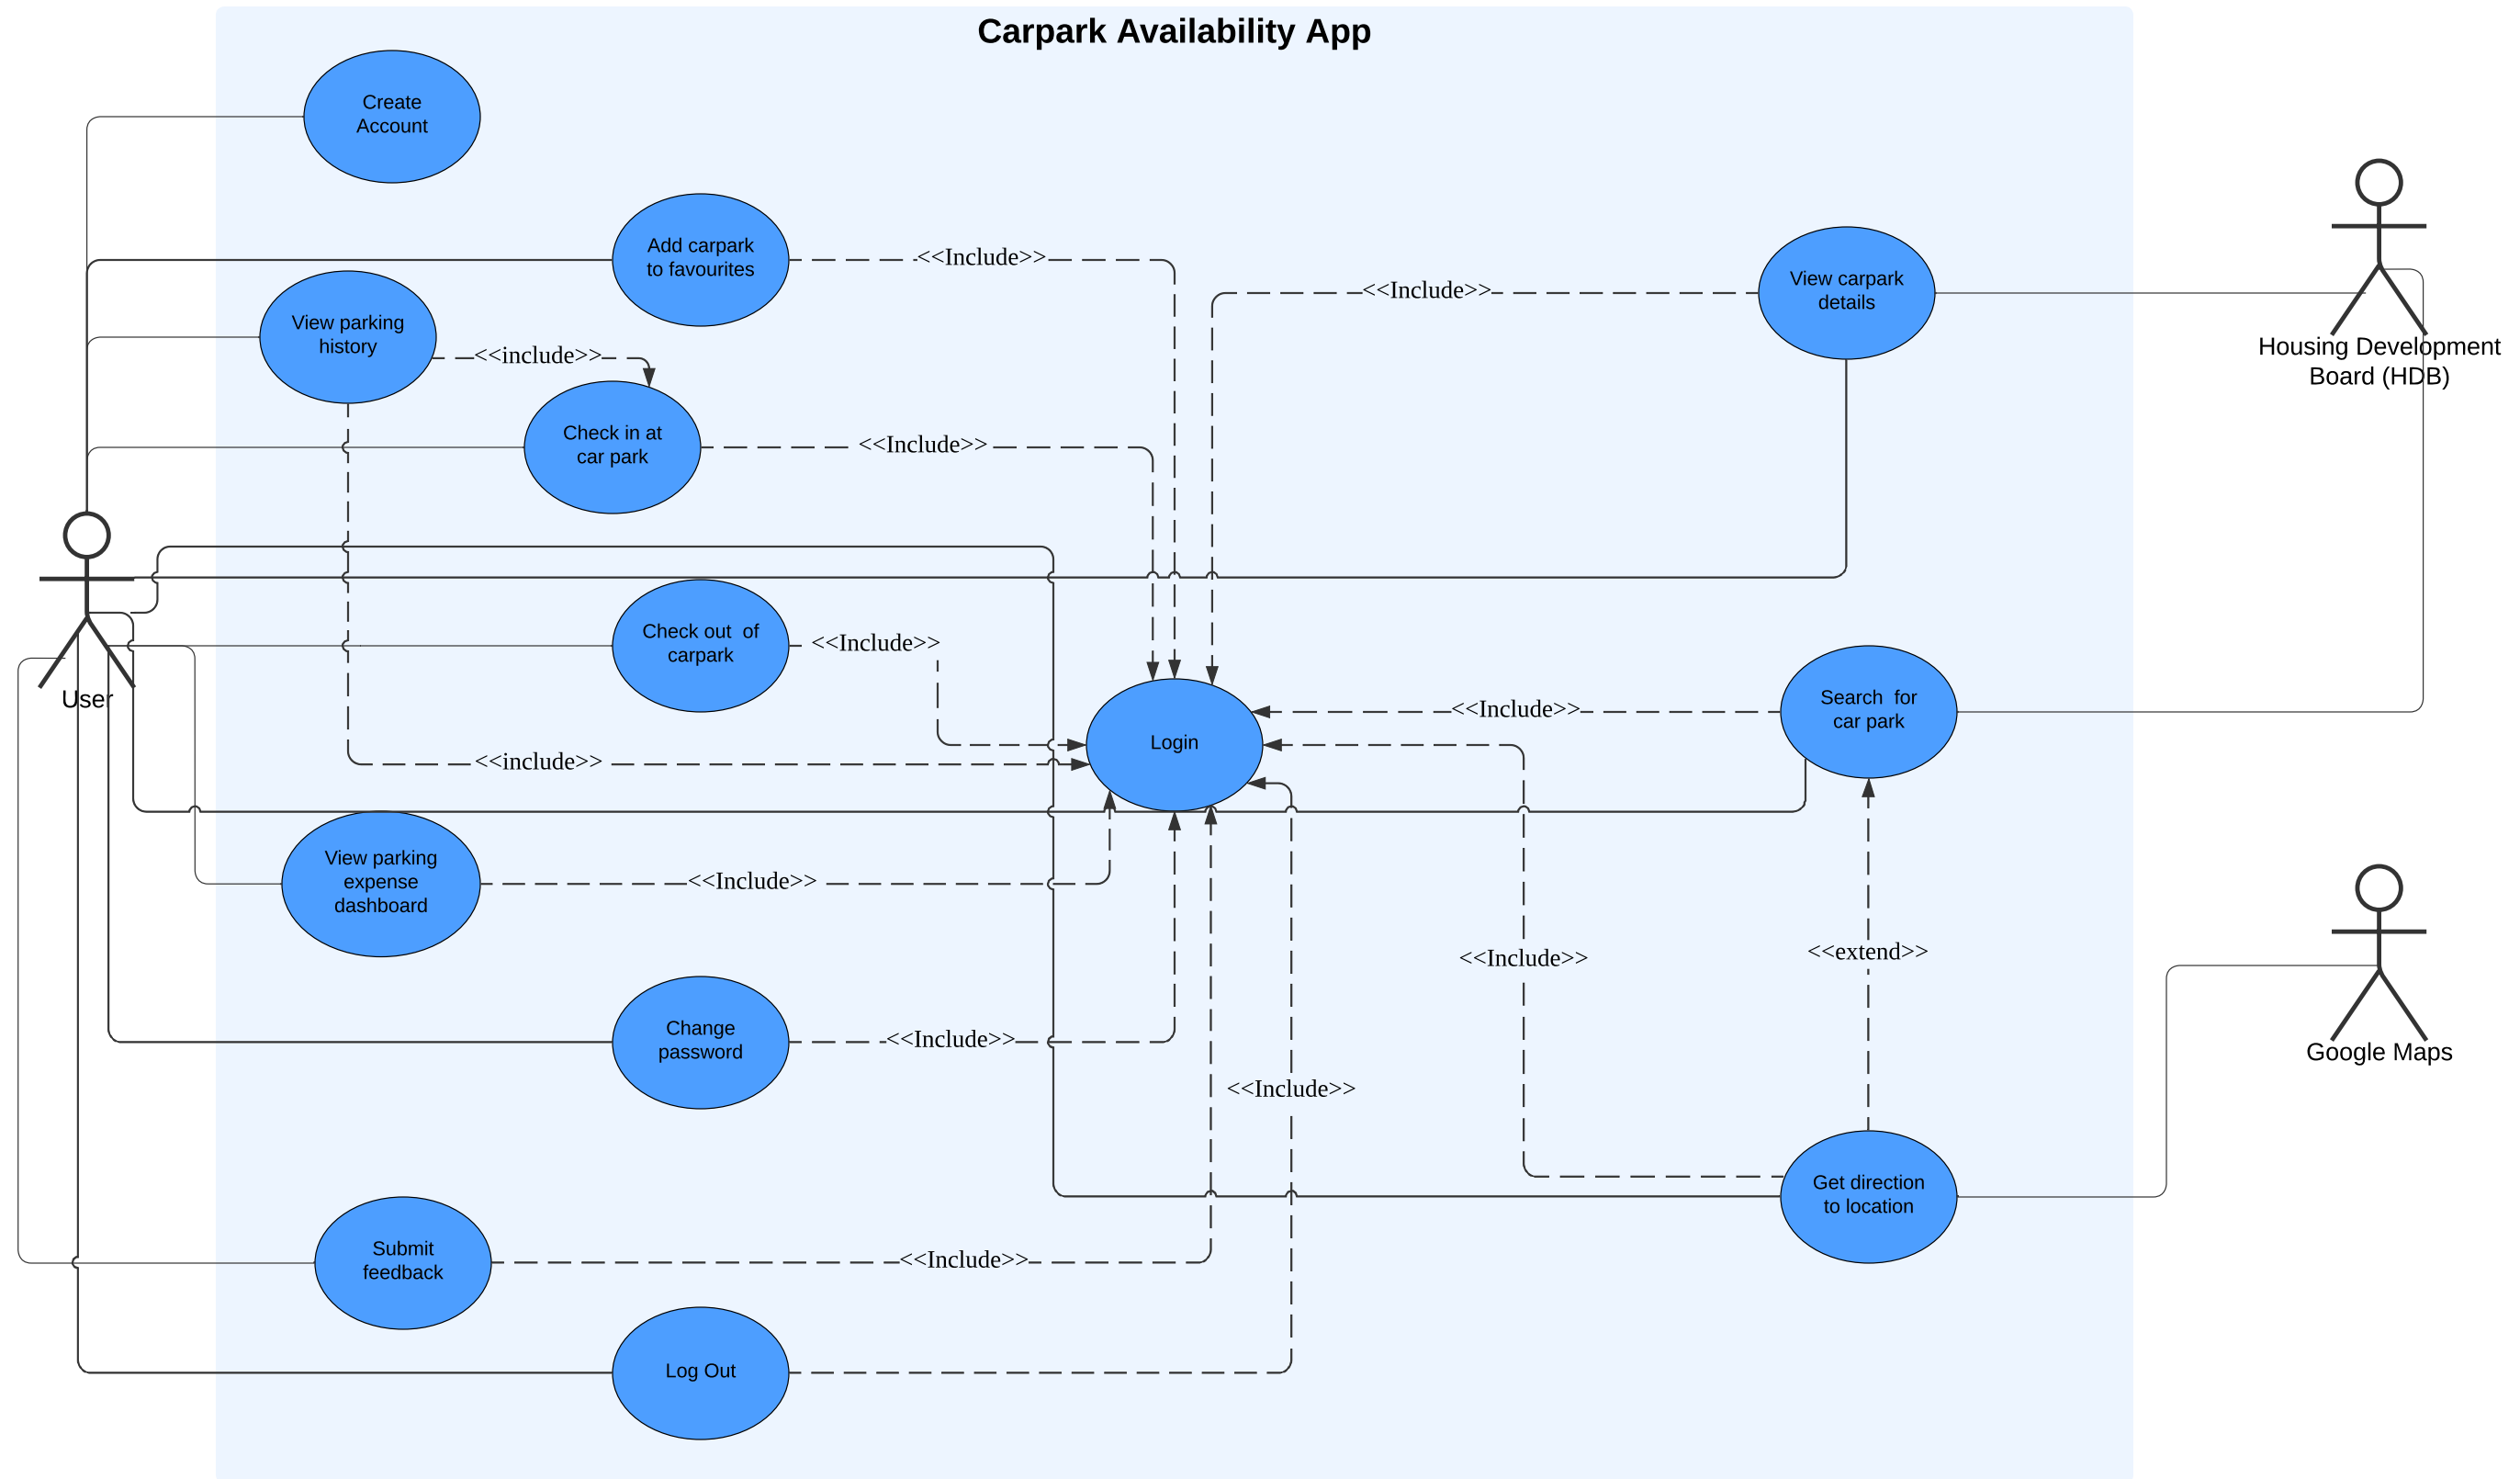 Carpark Availability App
Create
Account
Add carpark
to favourites
<<Include>>
View carpark
details
<<Include>>
View parking
history
<<include>>
Housing Development
Board (HDB)
Check in at
car park
<<Include>>
Check out  of
carpark
<<Include>>
User
Search  for
car park
<<Include>>
Login
<<include>>
View parking
expense
dashboard
<<Include>>
<<extend>>
<<Include>>
Change
password
<<Include>>
Google Maps
<<Include>>
Get direction
to location
Submit
feedback
<<Include>>
Log Out